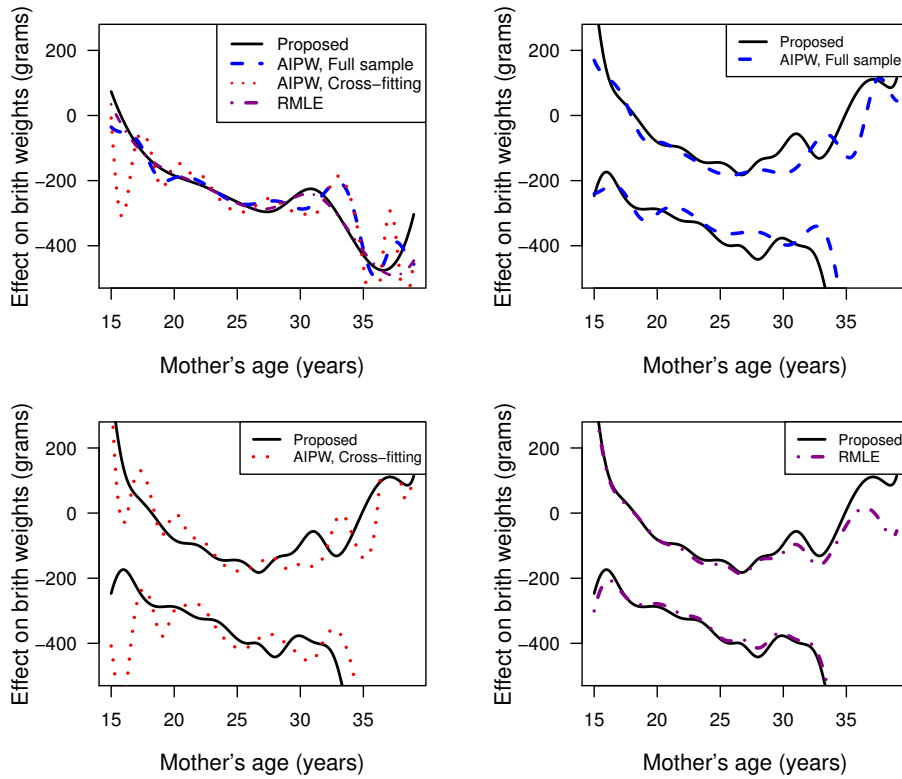 Effect on brith weights (grams)
200
0
−200
−400
Proposed
AIPW, Full sample
AIPW, Cross−fitting
RMLE
15 20 25 30 35
Mother's age (years)
Effect on brith weights (grams)
200
0
−200
−400
Proposed
AIPW, Full sample
15 20 25 30 35
Mother's age (years)
Effect on brith weights (grams)
200
0
−200
−400
Proposed
AIPW, Cross−fitting
15 20 25 30 35
Mother's age (years)
Effect on brith weights (grams)
200
0
−200
−400
Proposed
RMLE
15 20 25 30 35
Mother's age (years)